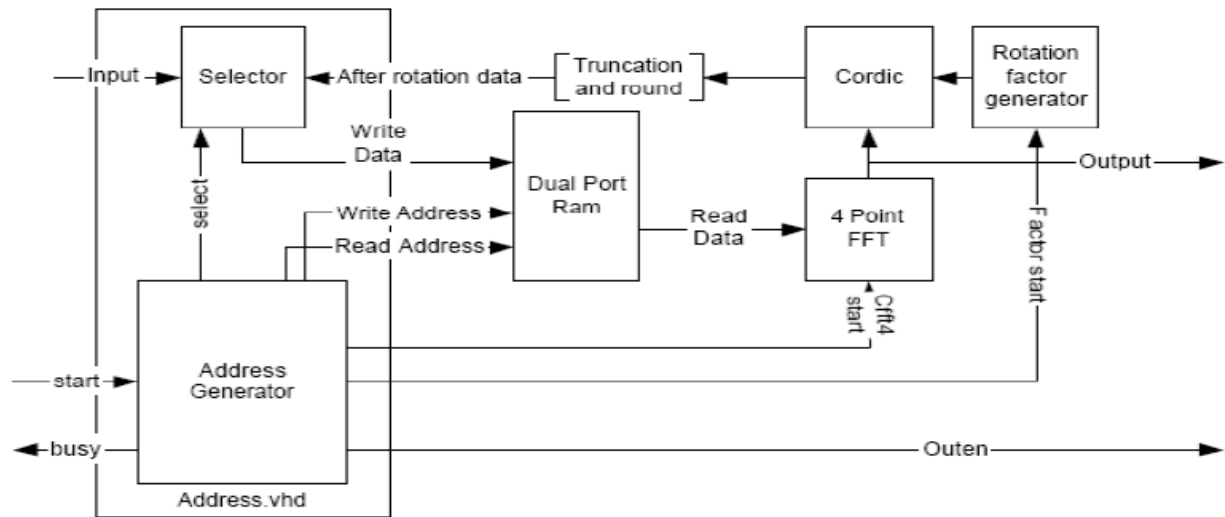 Input
Selector
After rotation data
Truncation
and round
Cordic
Rotation
factor
generator
Write
Data
select
Dual Port
Ram
Output
Write Address
Read Address
Read
Data
4 Point
FFT
Factor start
Cfft4
start
start
Address
Generator
busy
Outen
Address.vhd